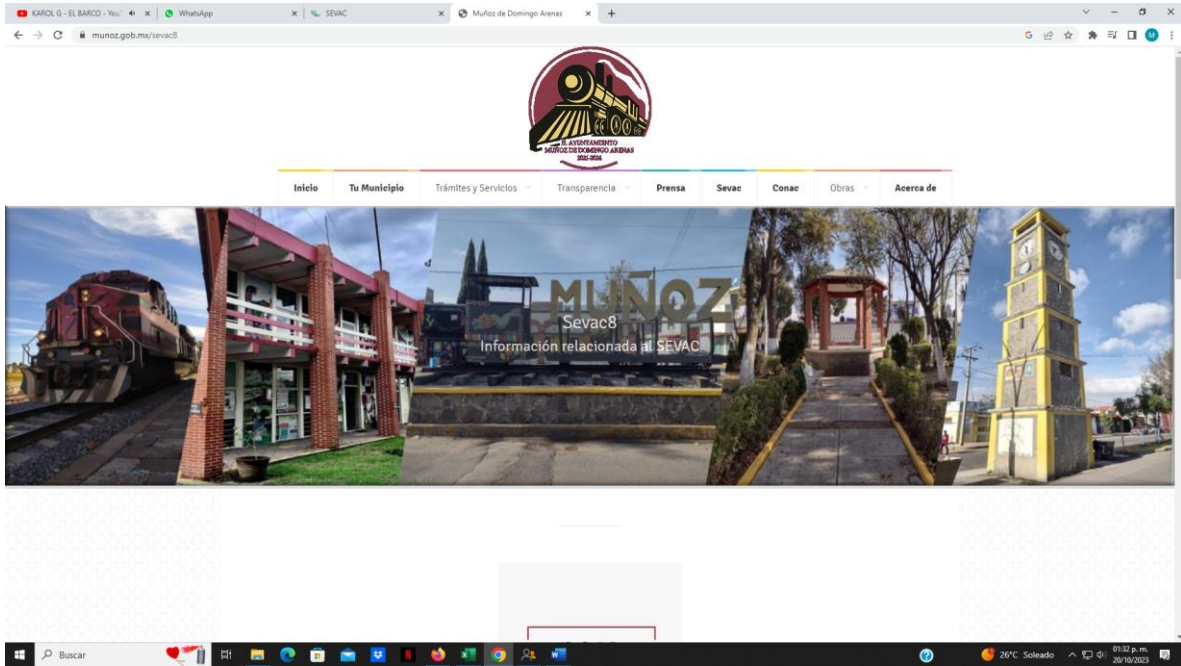 KAROL G - EL BARCO - You
WhatsApp
SEVAC
Muñoz de Domingo Arenas
munoz.gob.mx/sevac8
M
H. AYUNTAMIENTO
MUÑOZ DE DOMINGO ARENAS
2021-2024
Inicio
Tu Municipio
Trámites y Servicios
Transparencia
Prensa
Sevac
Conac
Obras
Acerca de
MUÑOZ
Sevac8
Información relacionada al SEVAC
Buscar
26°C Soleado
01:32 p. m.
20/10/2023